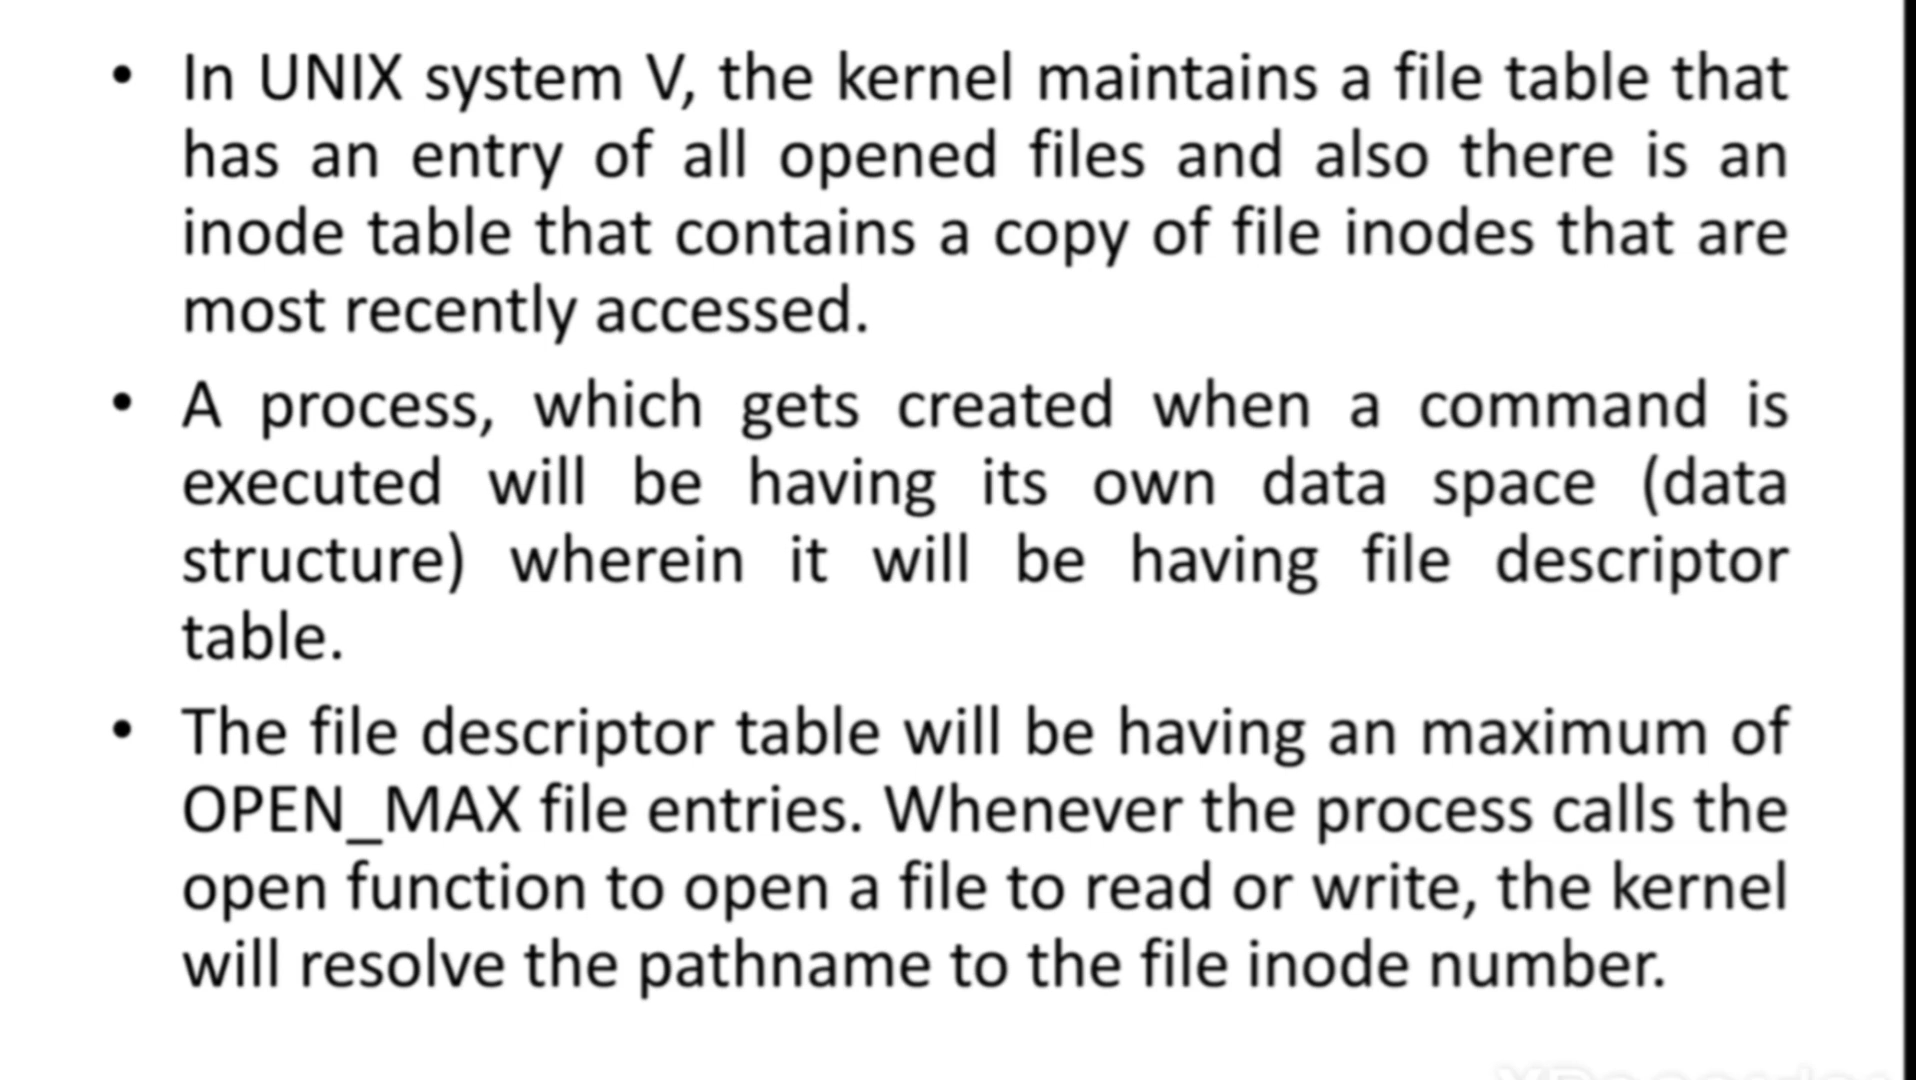 • In UNIX system V, the kernel maintains a file table that
has an entry of all opened files and also there is an
inode table that contains a copy of file inodes that are
most recently accessed.
• A process, which gets created when a command is
executed will be having its own data space (data
structure) wherein it will be having file descriptor
table.
• The file descriptor table will be having an maximum of
OPEN_MAX file entries. Whenever the process calls the
open function to open a file to read or write, the kernel
will resolve the pathname to the file inode number.